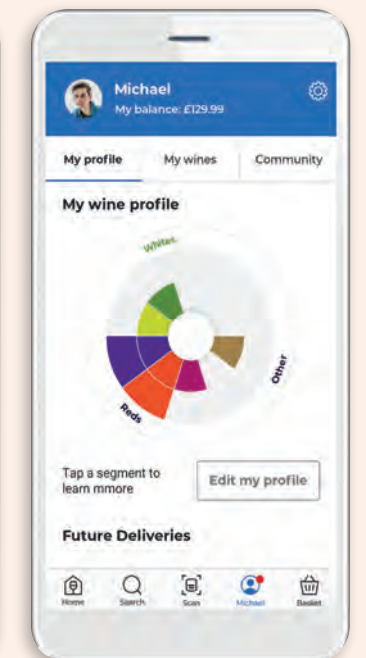 Michael
My balance: £129.99
My profile My wines Community
My wine profile
Whites
Other
Reds
Tap a segment to
learn mmore
Edit my profile
Future Deliveries
Home Search Scan Michael Basket